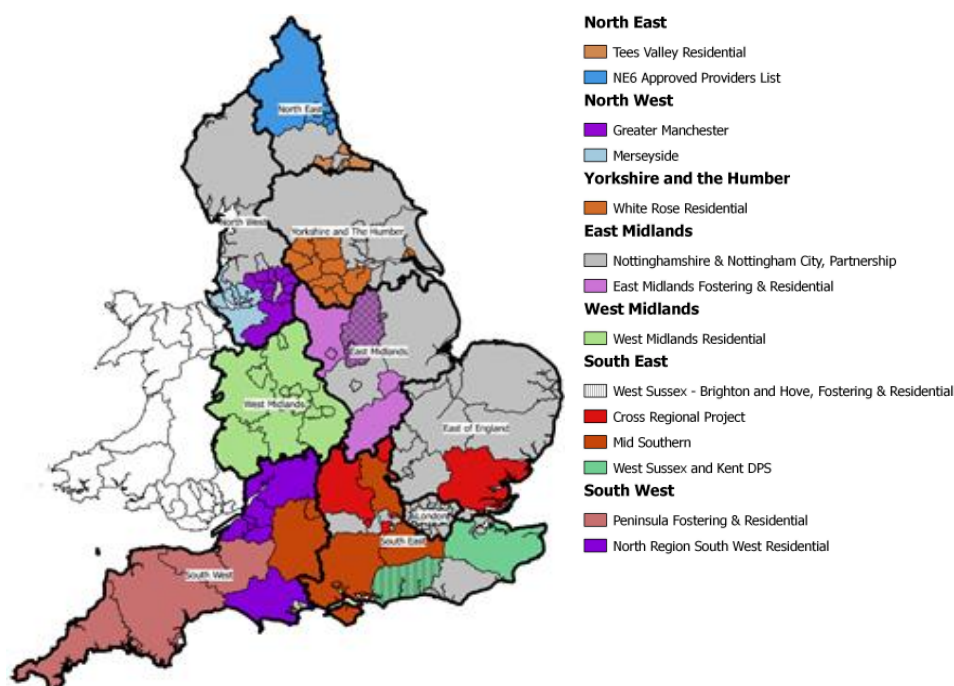 North East
Tees Valley Residential
NE6 Approved Providers List
North West
Greater Manchester
Merseyside
Yorkshire and the Humber
White Rose Residential
East Midlands
Nottinghamshire & Nottingham City, Partnership
East Midlands Fostering & Residential
West Midlands
West Midlands Residential
South East
West Sussex - Brighton and Hove, Fostering & Residential
Cross Regional Project
Mid Southern
West Sussex and Kent DPS
South West
Peninsula Fostering & Residential
North Region South West Residential
North East
North West
Yorkshire and The Humber
East Midlands
West Midlands
East of England
London
South East
South West